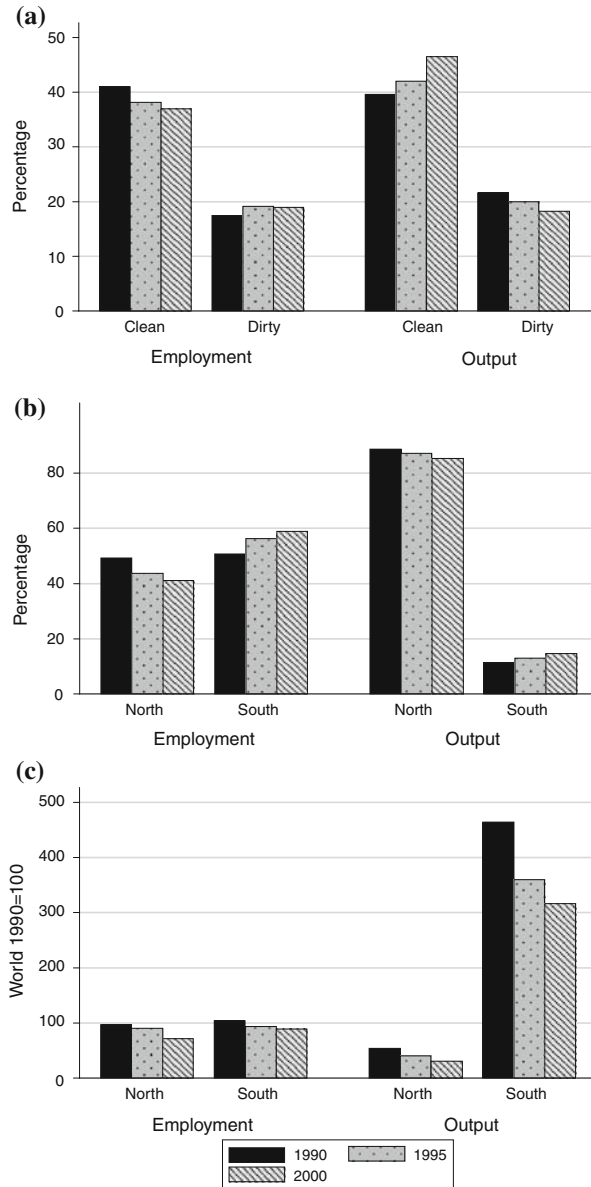 (a)
50
40
30
20
10
0
Percentage
Clean Dirty Clean Dirty
Employment Output
(b)
80
60
40
20
0
Percentage
North South North South
Employment Output
(c)
500
400
300
200
100
0
World 1990=100
North South North South
Employment Output
1990 1995
2000